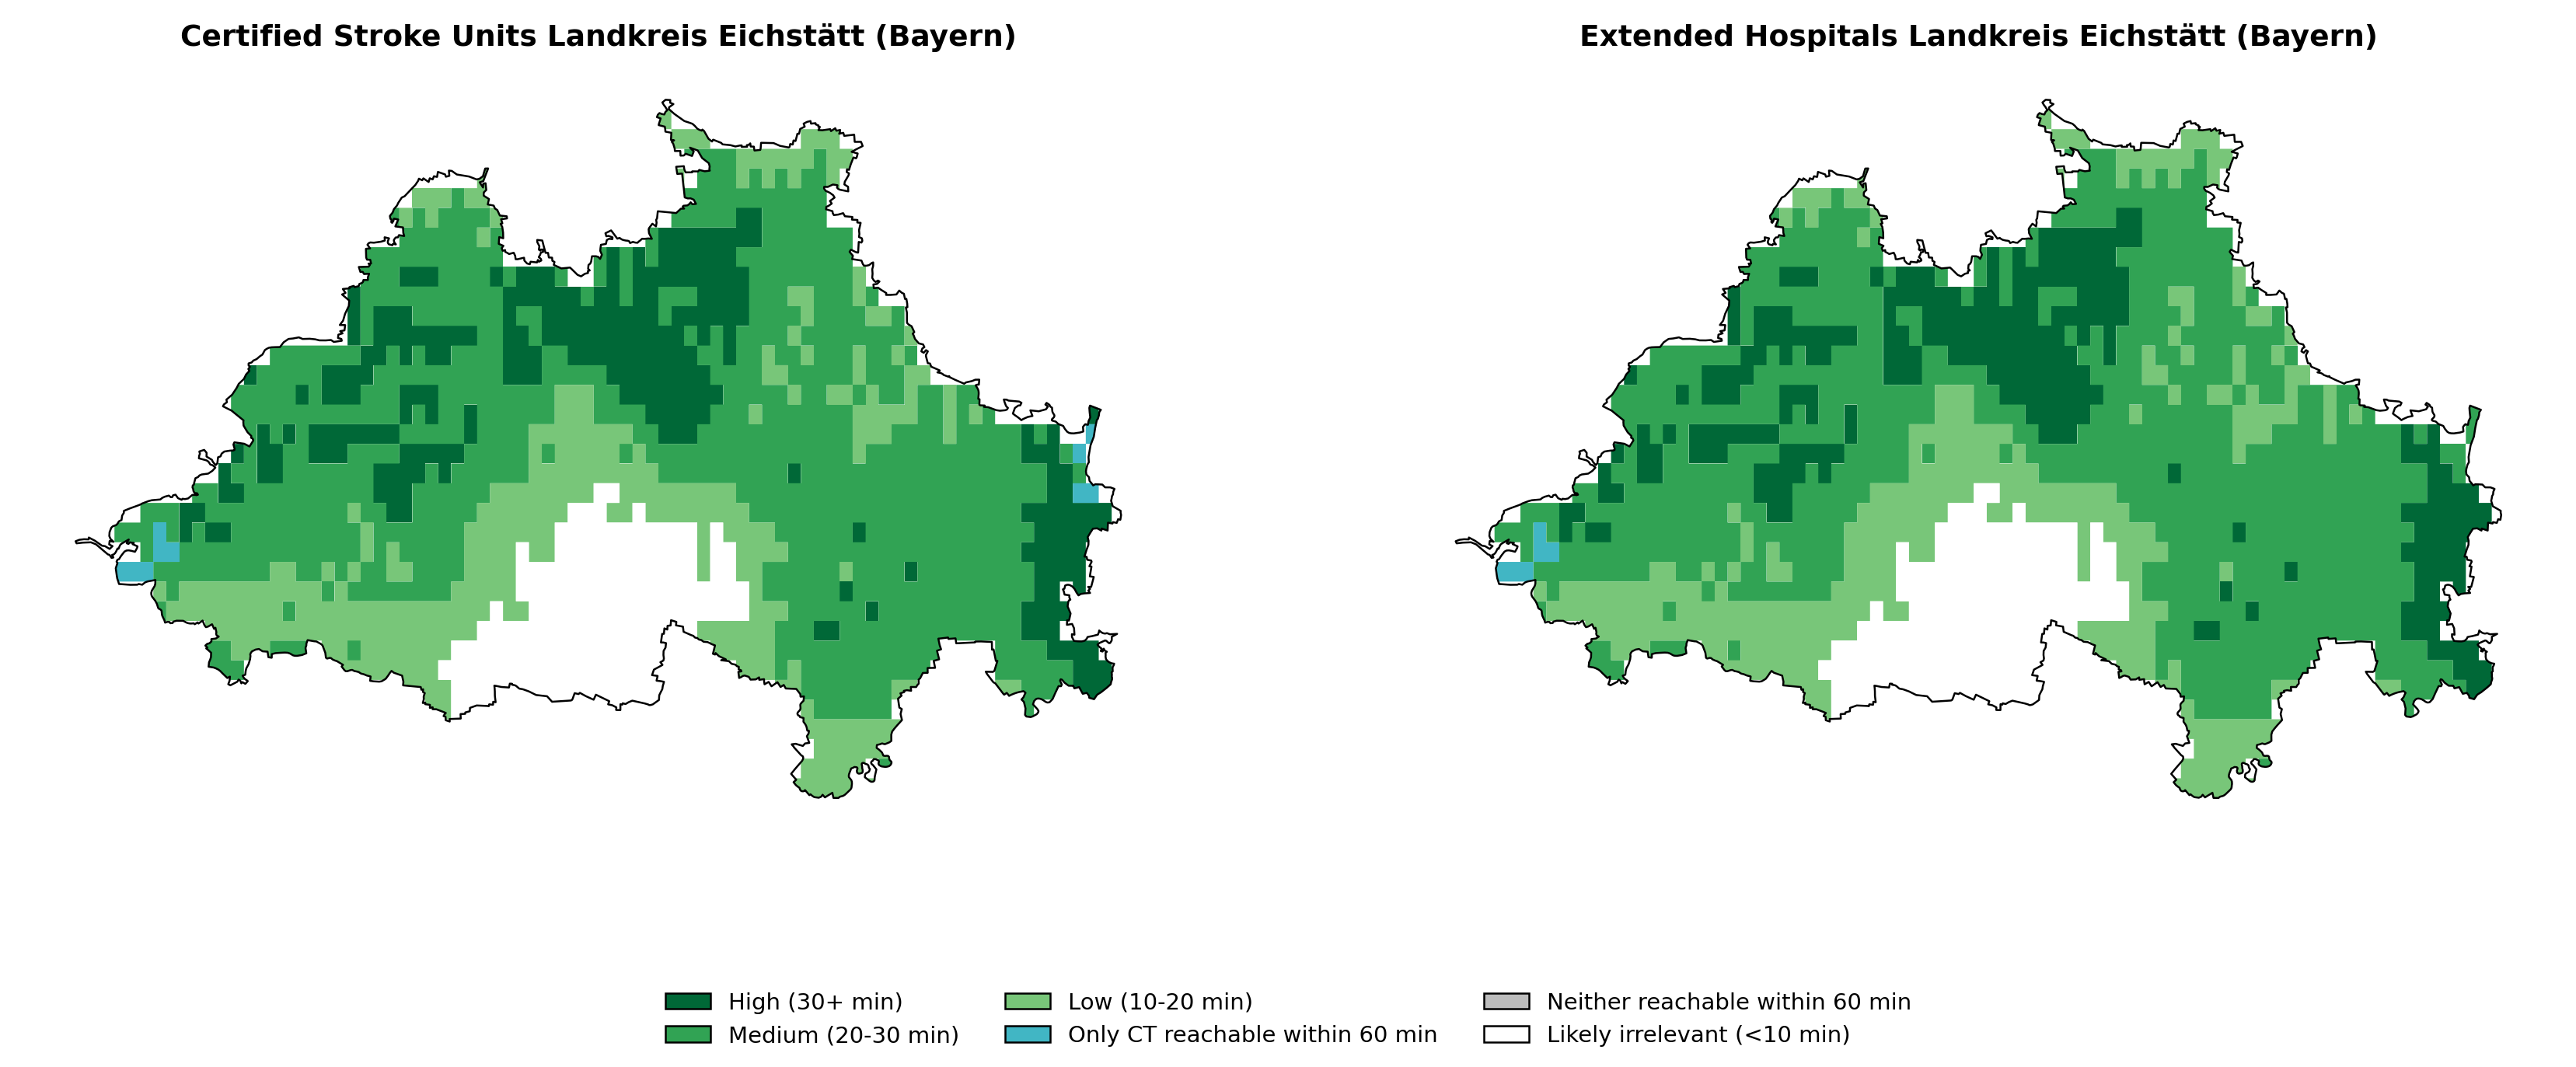 Certified Stroke Units Landkreis Eichstätt (Bayern)
Extended Hospitals Landkreis Eichstätt (Bayern)
High (30+ min)
Medium (20-30 min)
Low (10-20 min)
Only CT reachable within 60 min
Neither reachable within 60 min
Likely irrelevant (<10 min)